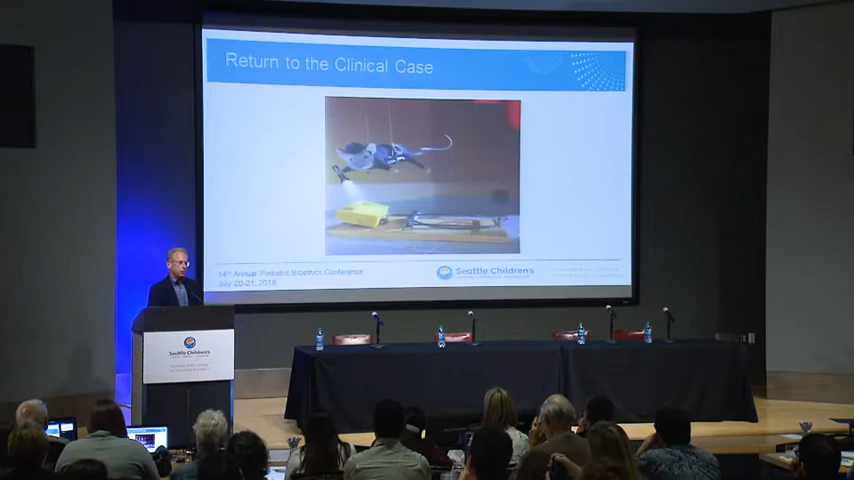 Return to the Clinical Case
14th Annual Pediatric Bioethics Conference
July 20-21, 2018
Seattle Children's
Seattle Children's